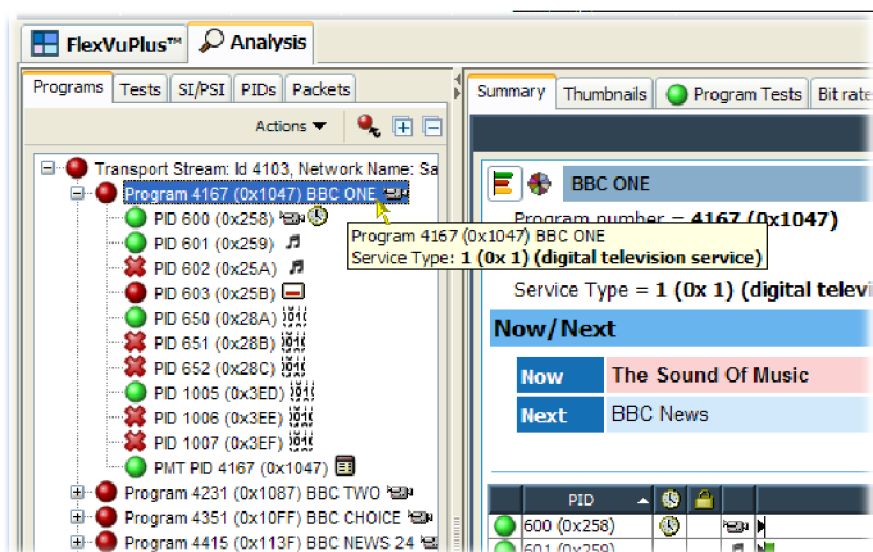 FlexVuPlus™
Analysis
Programs Tests SI/PSI PIDs Packets
Actions
Transport Stream: Id 4103, Network Name: Sa
Program 4167 (0x1047) BBC ONE
PID 600 (0x258)
PID 601 (0x259)
PID 602 (0x25A)
PID 603 (0x25B)
PID 650 (0x28A)
PID 651 (0x28B)
PID 652 (0x28C)
PID 1005 (0x3ED)
PID 1006 (0x3EE)
PID 1007 (0x3EF)
PMT PID 4167 (0x1047)
Program 4231 (0x1087) BBC TWO
Program 4351 (0x10FF) BBC CHOICE
Program 4415 (0x113F) BBC NEWS 24
Program 4167 (0x1047) BBC ONE
Service Type: 1 (0x 1) (digital television service)
Summary Thumbnails Program Tests Bit rate
BBC ONE
Program number = 4167 (0x1047)
Service Type = 1 (0x 1) (digital televi
Now/Next
Now The Sound Of Music
Next BBC News
PID
600 (0x258)
601 (0x259)